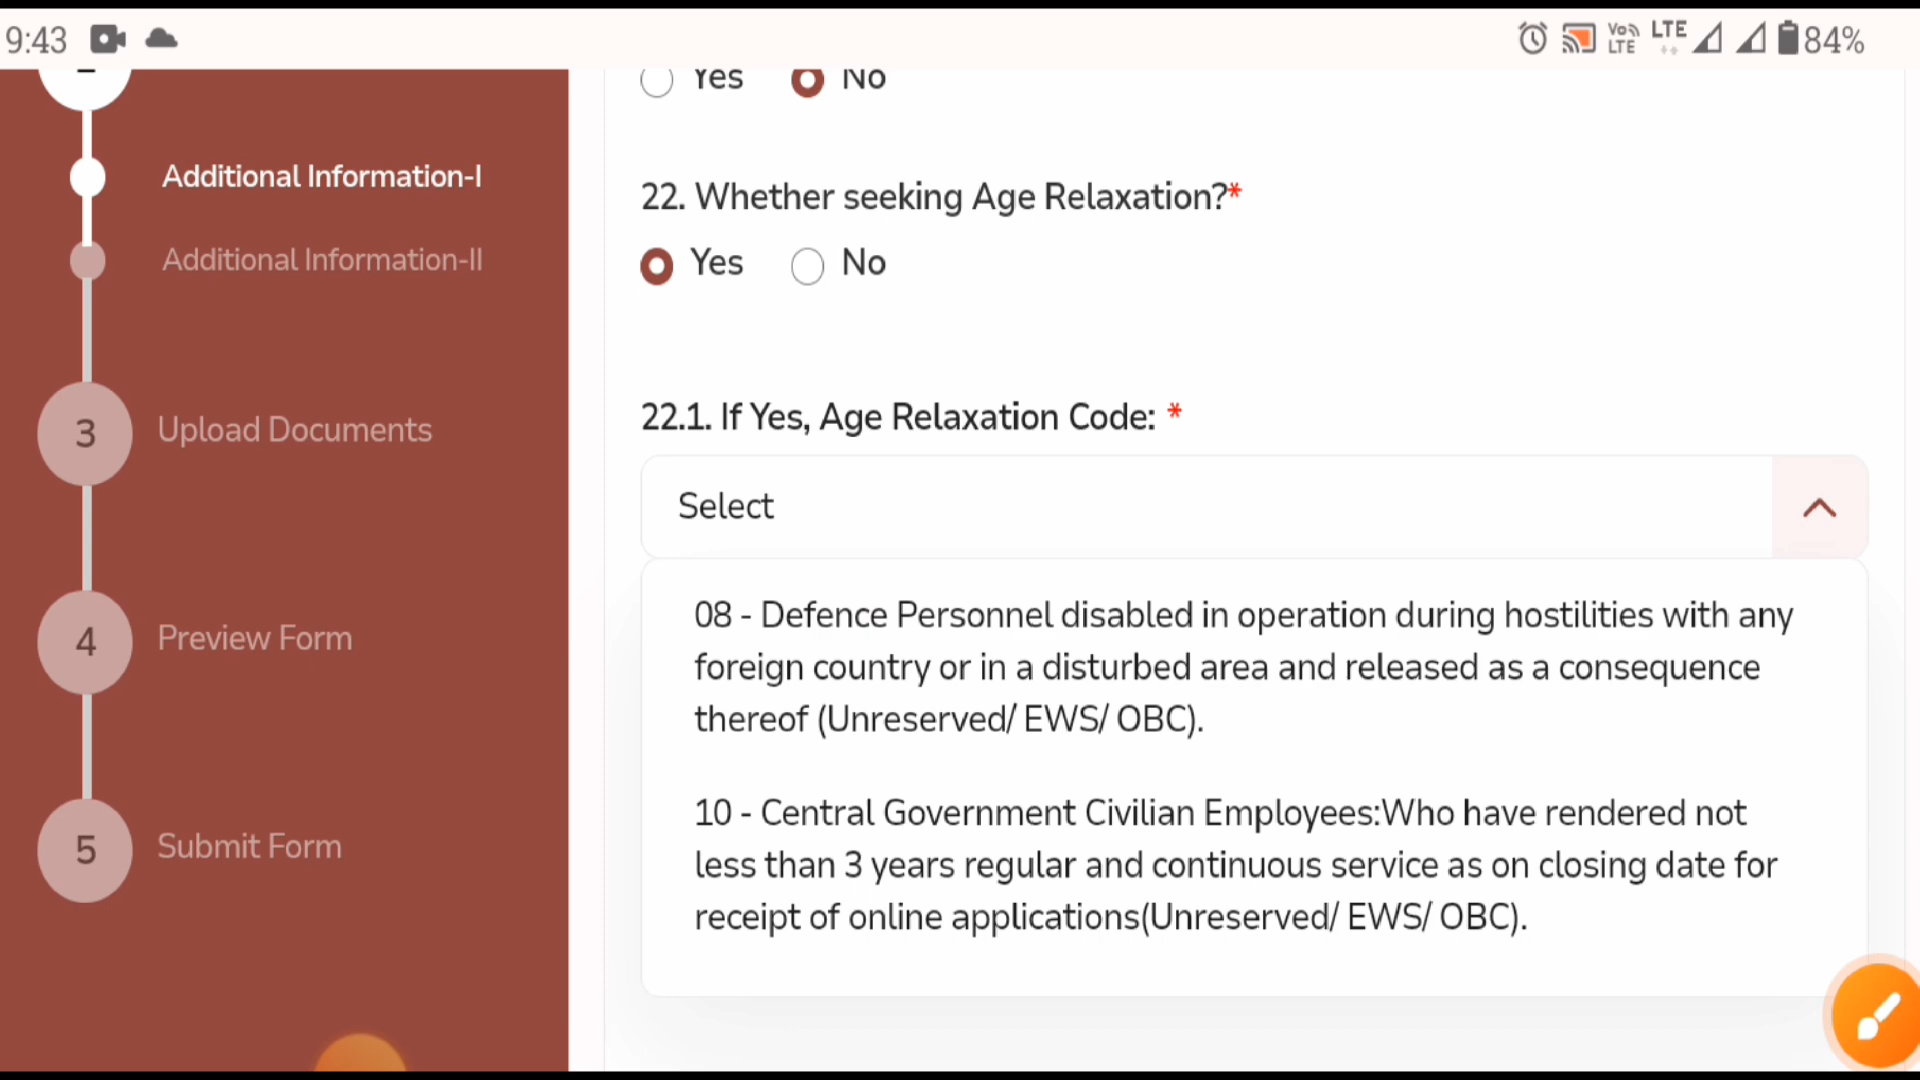 9:43
Vo)) LTE LTE 84%
Yes No
Additional Information-I
22. Whether seeking Age Relaxation?*
Additional Information-II
Yes No
22.1. If Yes, Age Relaxation Code: *
3 Upload Documents
Select
08 - Defence Personnel disabled in operation during hostilities with any
foreign country or in a disturbed area and released as a consequence
thereof (Unreserved/ EWS/ OBC).
4 Preview Form
10 - Central Government Civilian Employees:Who have rendered not
less than 3 years regular and continuous service as on closing date for
receipt of online applications(Unreserved/ EWS/ OBC).
5 Submit Form